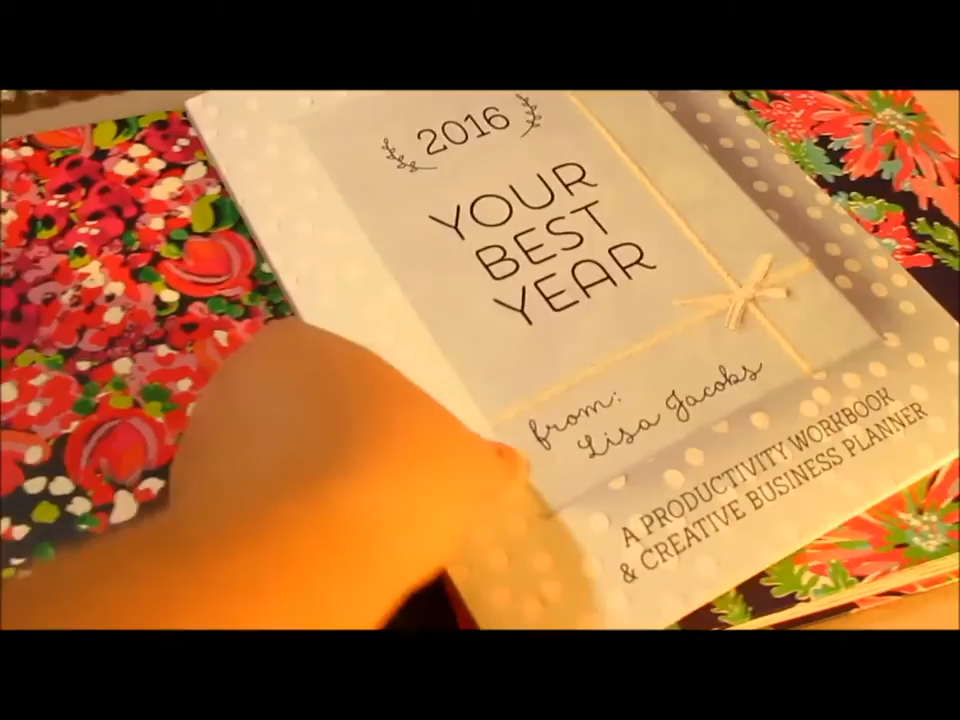 2016
YOUR
BEST
YEAR
from:
Lisa Jacobs
A PRODUCTIVITY WORKBOOK
& CREATIVE BUSINESS PLANNER